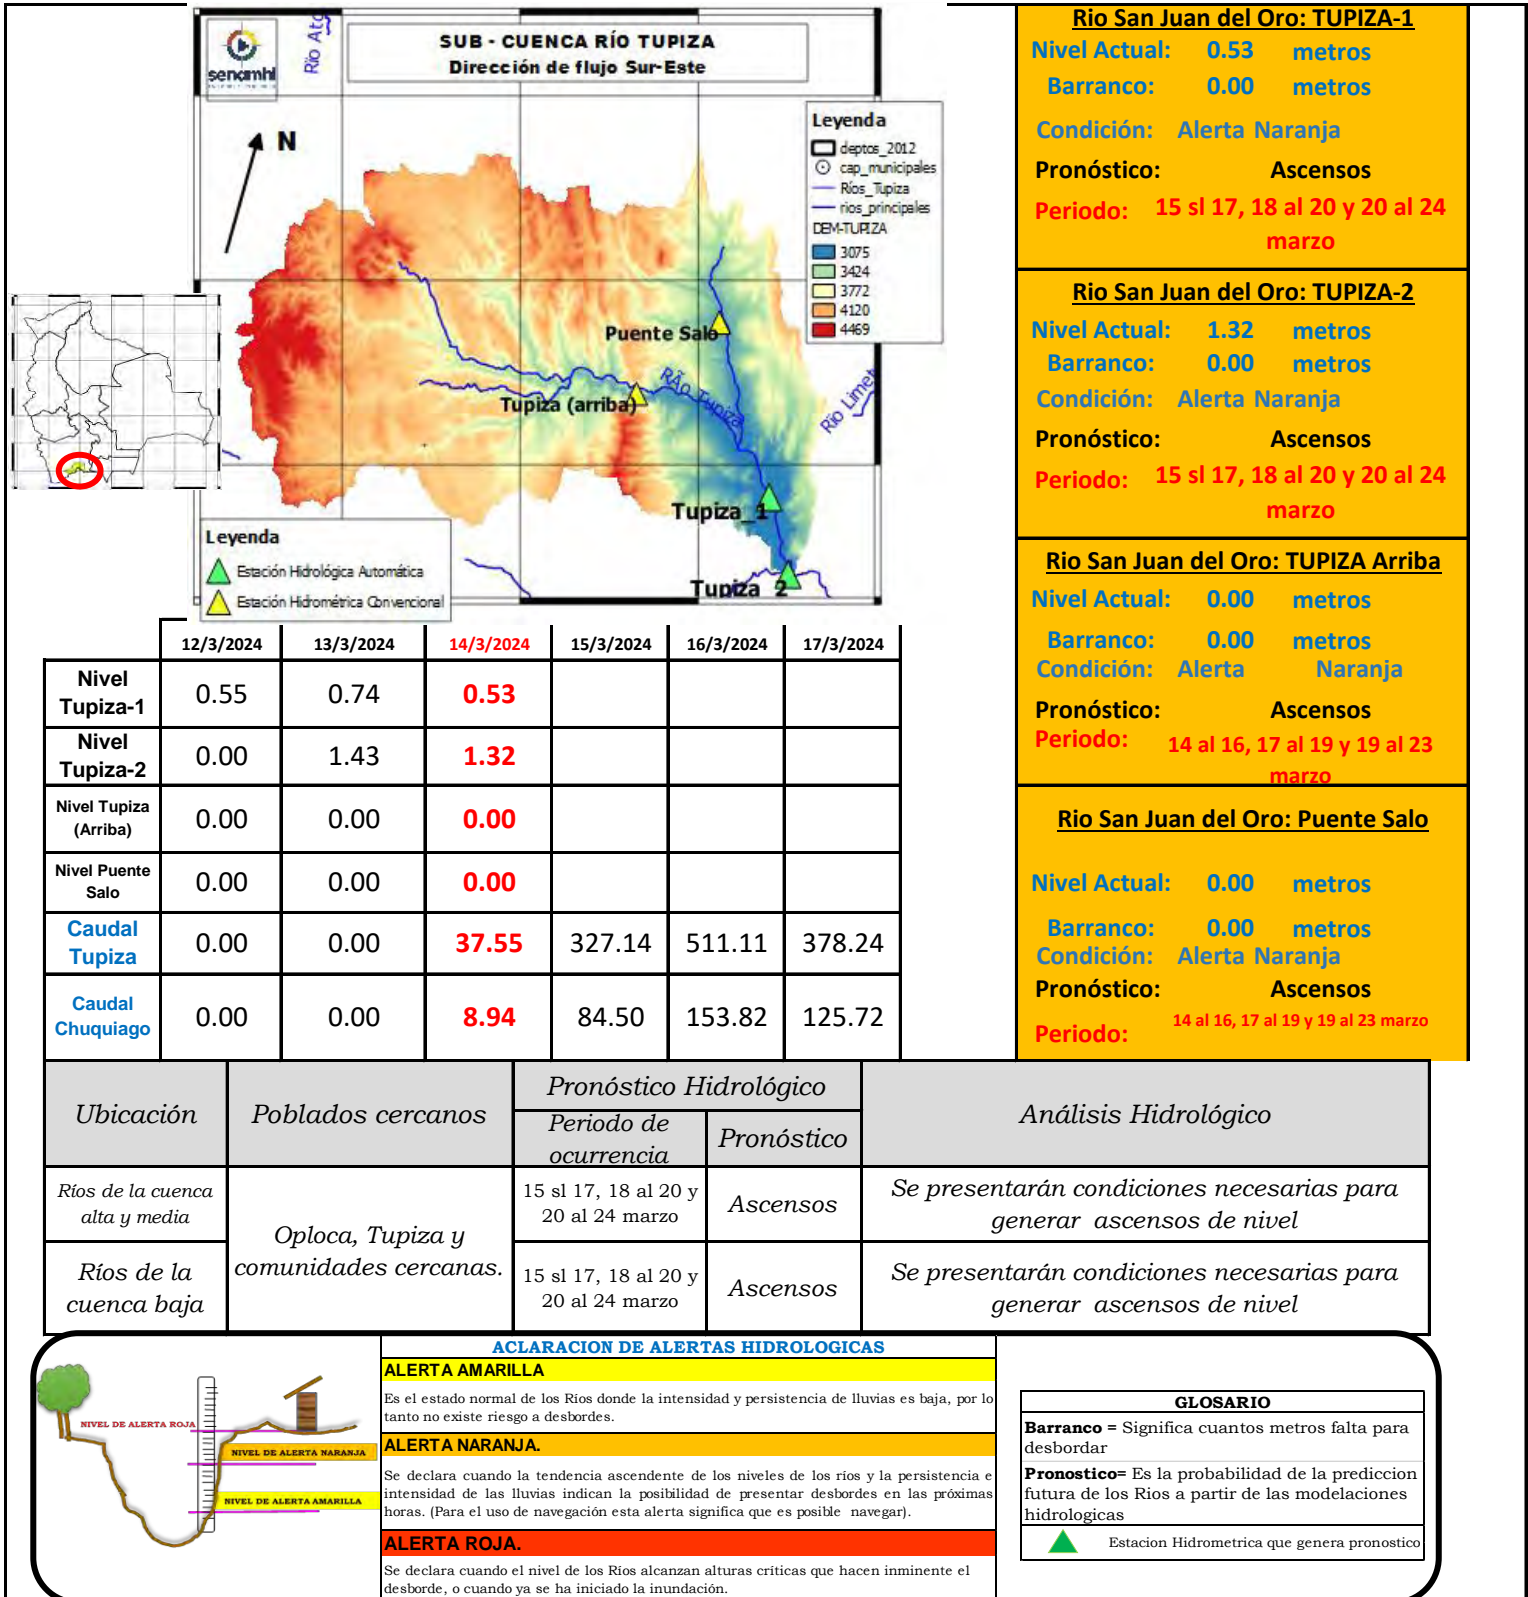 senamhi
Río Ato
SUB - CUENCA RÍO TUPIZA
Dirección de flujo Sur-Este
N
Leyenda
deptos_2012
cap_municipales
Ríos_Tupiza
rios_principales
DEM-TUPIZA
3075
3424
3772
4120
4469
Puente Salo
RÃo Tupiza
Tupiza (arriba)
Río Limet
Tupiza_1
Tupiza_2
Leyenda
Estación Hidrológica Automática
Estación Hidrométrica Convencional
Rio San Juan del Oro: TUPIZA-1
Nivel Actual: 0.53 metros
Barranco: 0.00 metros
Condición: Alerta Naranja
Pronóstico: Ascensos
Periodo: 15 sl 17, 18 al 20 y 20 al 24
marzo
Rio San Juan del Oro: TUPIZA-2
Nivel Actual: 1.32 metros
Barranco: 0.00 metros
Condición: Alerta Naranja
Pronóstico: Ascensos
Periodo: 15 sl 17, 18 al 20 y 20 al 24
marzo
Rio San Juan del Oro: TUPIZA Arriba
Nivel Actual: 0.00 metros
Barranco: 0.00 metros
Condición: Alerta Naranja
Pronóstico: Ascensos
Periodo: 14 al 16, 17 al 19 y 19 al 23
marzo
Rio San Juan del Oro: Puente Salo
Nivel Actual: 0.00 metros
Barranco: 0.00 metros
Condición: Alerta Naranja
Pronóstico: Ascensos
Periodo: 14 al 16, 17 al 19 y 19 al 23 marzo
12/3/2024 13/3/2024 14/3/2024 15/3/2024 16/3/2024 17/3/2024
Nivel
Tupiza-1 0.55 0.74 0.53
Nivel
Tupiza-2 0.00 1.43 1.32
Nivel Tupiza
(Arriba) 0.00 0.00 0.00
Nivel Puente
Salo 0.00 0.00 0.00
Caudal
Tupiza 0.00 0.00 37.55 327.14 511.11 378.24
Caudal
Chuquiago 0.00 0.00 8.94 84.50 153.82 125.72
Ubicación
Poblados cercanos
Pronóstico Hidrológico
Periodo de
ocurrencia
Pronóstico
Análisis Hidrológico
Ríos de la cuenca
alta y media
Oploca, Tupiza y
comunidades cercanas.
15 sl 17, 18 al 20 y
20 al 24 marzo
Ascensos
Se presentarán condiciones necesarias para
generar ascensos de nivel
Ríos de la
cuenca baja
15 sl 17, 18 al 20 y
20 al 24 marzo
Ascensos
Se presentarán condiciones necesarias para
generar ascensos de nivel
NIVEL DE ALERTA ROJA
NIVEL DE ALERTA NARANJA
NIVEL DE ALERTA AMARILLA
ACLARACION DE ALERTAS HIDROLOGICAS
ALERTA AMARILLA
Es el estado normal de los Ríos donde la intensidad y persistencia de lluvias es baja, por lo
tanto no existe riesgo a desbordes.
ALERTA NARANJA.
Se declara cuando la tendencia ascendente de los niveles de los ríos y la persistencia e
intensidad de las lluvias indican la posibilidad de presentar desbordes en las próximas
horas. (Para el uso de navegación esta alerta significa que es posible navegar).
ALERTA ROJA.
Se declara cuando el nivel de los Ríos alcanzan alturas críticas que hacen inminente el
desborde, o cuando ya se ha iniciado la inundación.
GLOSARIO
Barranco = Significa cuantos metros falta para
desbordar
Pronostico= Es la probabilidad de la prediccion
futura de los Rios a partir de las modelaciones
hidrologicas
Estacion Hidrometrica que genera pronostico